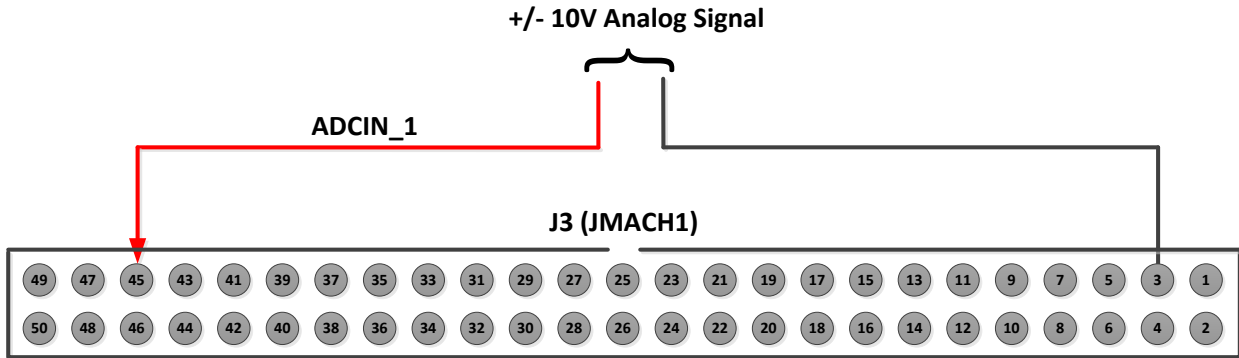 +/- 10V Analog Signal
ADCIN_1
J3 (JMACH1)
49 47 45 43 41 39 37 35 33 31 29 27 25 23 21 19 17 15 13 11 9 7 5 3 1
50 48 46 44 42 40 38 36 34 32 30 28 26 24 22 20 18 16 14 12 10 8 6 4 2